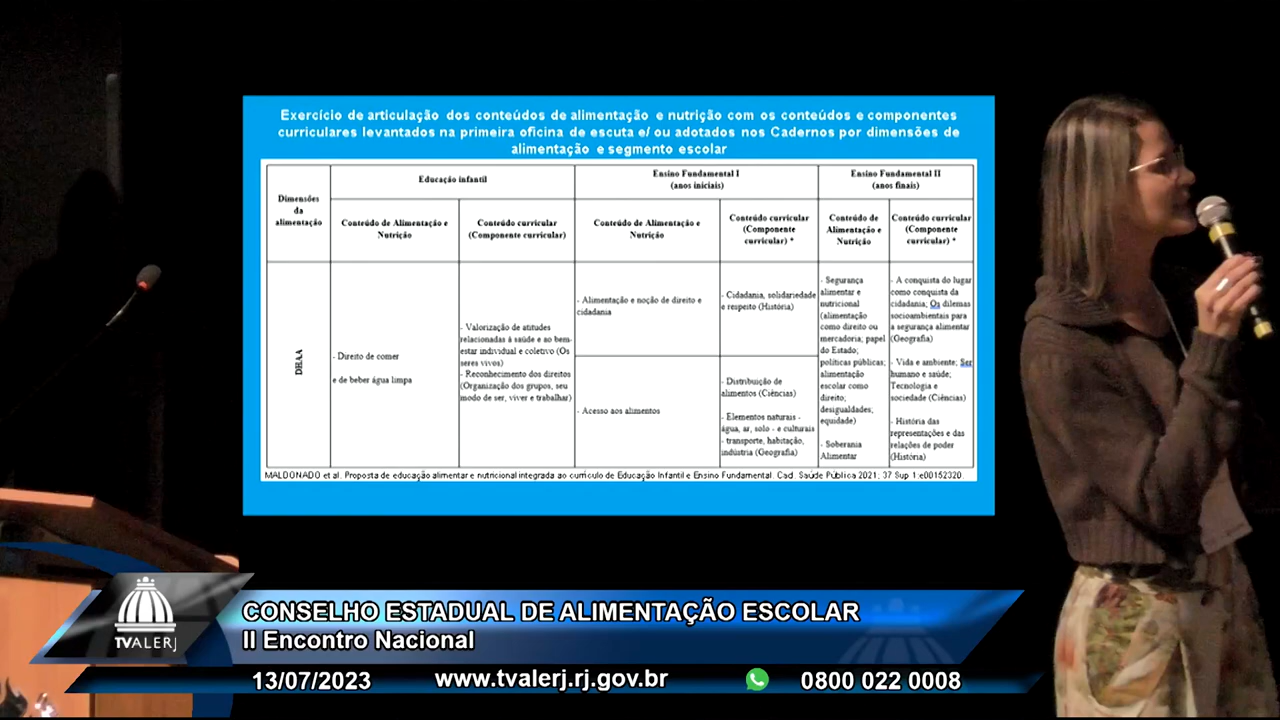 Exercício de articulação dos conteúdos de alimentação e nutrição com os conteúdos e componentes
curriculares levantados na primeira oficina de escuta e/ ou adotados nos Cadernos por dimensões de
alimentação e segmento escolar
Dimensões
da
alimentação
Educação infantil
Ensino Fundamental I
(anos iniciais)
Ensino Fundamental II
(anos finais)
Conteúdo de Alimentação e
Nutrição
Conteúdo curricular
(Componente curricular)
Conteúdo de Alimentação e
Nutrição
Conteúdo curricular
(Componente
curricular) *
Conteúdo de
Alimentação e
Nutrição
Conteúdo curricular
(Componente
curricular) *
DHAA
- Direito de comer
e de beber água limpa
- Valorização de atitudes
relacionadas à saúde e ao bem-
estar individual e coletivo (Os
seres vivos)
- Reconhecimento dos direitos
(Organização dos grupos, seu
modo de ser, viver e trabalhar)
- Alimentação e noção de direito e
cidadania
- Acesso aos alimentos
- Cidadania, solidariedade
e respeito (História)
- Distribuição de
alimentos (Ciências)
- Elementos naturais -
água, ar, solo - e culturais
- transporte, habitação,
indústria (Geografia)
- Segurança
alimentar e
nutricional
(alimentação
como direito ou
mercadoria; papel
do Estado;
políticas públicas;
alimentação
escolar como
direito;
desigualdades;
equidade)
- Soberania
Alimentar
- A conquista do lugar
como conquista da
cidadania; Os dilemas
socioambientais para
a segurança alimentar
(Geografia)
- Vida e ambiente; Ser
humano e saúde;
Tecnologia e
sociedade (Ciências)
- História das
representações e das
relações de poder
(História)
MALDONADO et al. Proposta de educação alimentar e nutricional integrada ao currículo de Educação Infantil e Ensino Fundamental. Cad. Saúde Pública 2021; 37 Sup 1:e00152320
TVALERJ
CONSELHO ESTADUAL DE ALIMENTAÇÃO ESCOLAR
II Encontro Nacional
13/07/2023 www.tvalerj.rj.gov.br 0800 022 0008